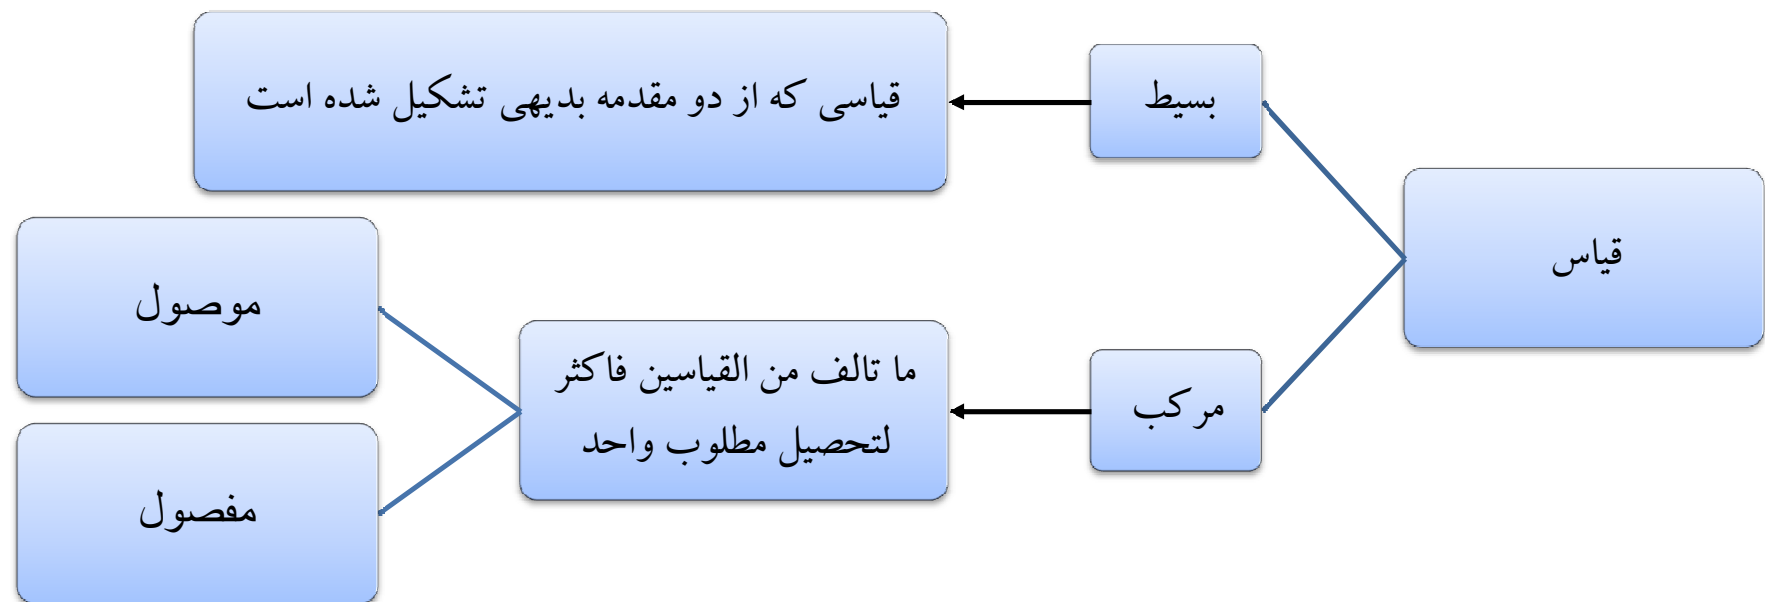 قیاس
بسیط
قیاسی که از دو مقدمه بدیهی تشکیل شده است
مرکب
ما تالف من القیاسین فاکثر
لتحصیل مطلوب واحد
موصول
مفصول